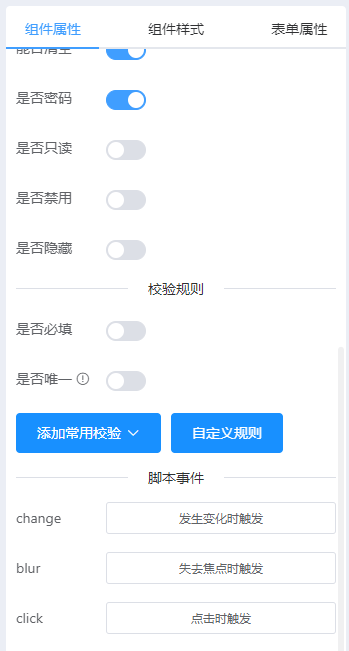 组件属性 组件样式 表单属性
能否清空
是否密码
是否只读
是否禁用
是否隐藏
校验规则
是否必填
是否唯一
添加常用校验 自定义规则
脚本事件
change 发生变化时触发
blur 失去焦点时触发
click 点击时触发